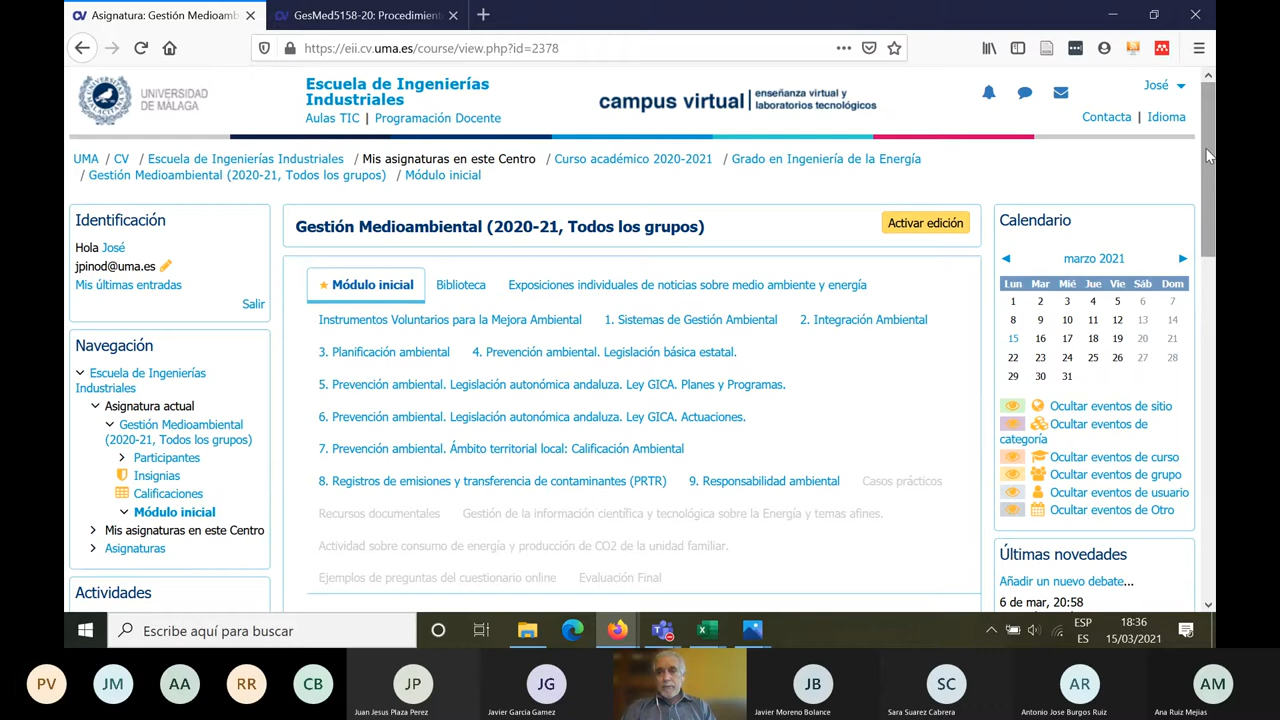 Asignatura: Gestión Medioamb
GesMed5158-20: Procedimient
https://eii.cv.uma.es/course/view.php?id=2378
UNIVERSIDAD
DE MÁLAGA
Escuela de Ingenierías
Industriales
Aulas TIC | Programación Docente
campus virtual
enseñanza virtual y
laboratorios tecnológicos
José
Contacta | Idioma
UMA / CV / Escuela de Ingenierías Industriales / Mis asignaturas en este Centro / Curso académico 2020-2021 / Grado en Ingeniería de la Energía
/ Gestión Medioambiental (2020-21, Todos los grupos) / Módulo inicial
Identificación
Hola José
jpinod@uma.es
Mis últimas entradas
Salir
Navegación
Escuela de Ingenierías
Industriales
Asignatura actual
Gestión Medioambiental
(2020-21, Todos los grupos)
Participantes
Insignias
Calificaciones
Módulo inicial
Mis asignaturas en este Centro
Asignaturas
Actividades
Gestión Medioambiental (2020-21, Todos los grupos)
Activar edición
Módulo inicial
Biblioteca
Exposiciones individuales de noticias sobre medio ambiente y energía
Instrumentos Voluntarios para la Mejora Ambiental
1. Sistemas de Gestión Ambiental
2. Integración Ambiental
3. Planificación ambiental
4. Prevención ambiental. Legislación básica estatal.
5. Prevención ambiental. Legislación autonómica andaluza. Ley GICA. Planes y Programas.
6. Prevención ambiental. Legislación autonómica andaluza. Ley GICA. Actuaciones.
7. Prevención ambiental. Ámbito territorial local: Calificación Ambiental
8. Registros de emisiones y transferencia de contaminantes (PRTR)
9. Responsabilidad ambiental
Casos prácticos
Recursos documentales
Gestión de la información científica y tecnológica sobre la Energía y temas afines.
Actividad sobre consumo de energía y producción de CO2 de la unidad familiar.
Ejemplos de preguntas del cuestionario online
Evaluación Final
Calendario
marzo 2021
Lun Mar Mié Jue Vie Sáb Dom
1 2 3 4 5 6 7
8 9 10 11 12 13 14
15 16 17 18 19 20 21
22 23 24 25 26 27 28
29 30 31
Ocultar eventos de sitio
Ocultar eventos de
categoría
Ocultar eventos de curso
Ocultar eventos de grupo
Ocultar eventos de usuario
Ocultar eventos de Otro
Últimas novedades
Añadir un nuevo debate...
6 de mar, 20:58
Escribe aquí para buscar
ESP
ES
18:36
15/03/2021
PV
JM
AA
RR
CB
JP
Juan Jesus Plaza Perez
JG
Javier Garcia Gamez
JB
Javier Moreno Bolance
SC
Sara Suarez Cabrera
AR
Antonio Jose Burgos Ruiz
AM
Ana Ruiz Mejias